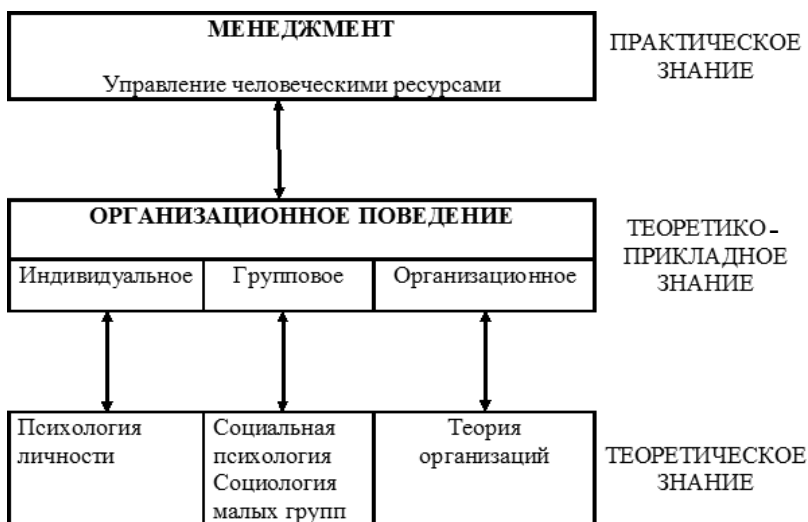 МЕНЕДЖМЕНТ
Управление человеческими ресурсами
ПРАКТИЧЕСКОЕ
ЗНАНИЕ
ОРГАНИЗАЦИОННОЕ ПОВЕДЕНИЕ
Индивидуальное
Групповое
Организационное
ТЕОРЕТИКО-
ПРИКЛАДНОЕ
ЗНАНИЕ
Психология
личности
Социальная
психология
Социология
малых групп
Теория
организаций
ТЕОРЕТИЧЕСКОЕ
ЗНАНИЕ